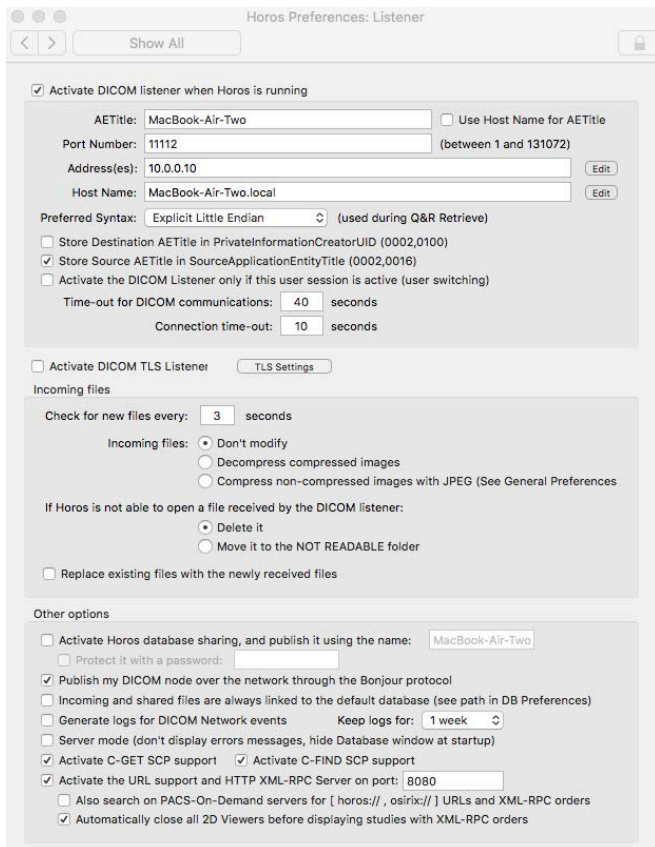 Horos Preferences: Listener
Show All
Activate DICOM listener when Horos is running
AETitle: MacBook-Air-Two Use Host Name for AETitle
Port Number: 11112 (between 1 and 131072)
Address(es): 10.0.0.10 Edit
Host Name: MacBook-Air-Two.local Edit
Preferred Syntax: Explicit Little Endian (used during Q&R Retrieve)
Store Destination AETitle in PrivateInformationCreatorUID (0002,0100)
Store Source AETitle in SourceApplicationEntityTitle (0002,0016)
Activate the DICOM Listener only if this user session is active (user switching)
Time-out for DICOM communications: 40 seconds
Connection time-out: 10 seconds
Activate DICOM TLS Listener TLS Settings
Incoming files
Check for new files every: 3 seconds
Incoming files: Don't modify
Decompress compressed images
Compress non-compressed images with JPEG (See General Preferences
If Horos is not able to open a file received by the DICOM listener:
Delete it
Move it to the NOT READABLE folder
Replace existing files with the newly received files
Other options
Activate Horos database sharing, and publish it using the name: MacBook-Air-Two
Protect it with a password:
Publish my DICOM node over the network through the Bonjour protocol
Incoming and shared files are always linked to the default database (see path in DB Preferences)
Generate logs for DICOM Network events Keep logs for: 1 week
Server mode (don't display errors messages, hide Database window at startup)
Activate C-GET SCP support Activate C-FIND SCP support
Activate the URL support and HTTP XML-RPC Server on port: 8080
Also search on PACS-On-Demand servers for [ horos:// , osirix:// ] URLs and XML-RPC orders
Automatically close all 2D Viewers before displaying studies with XML-RPC orders